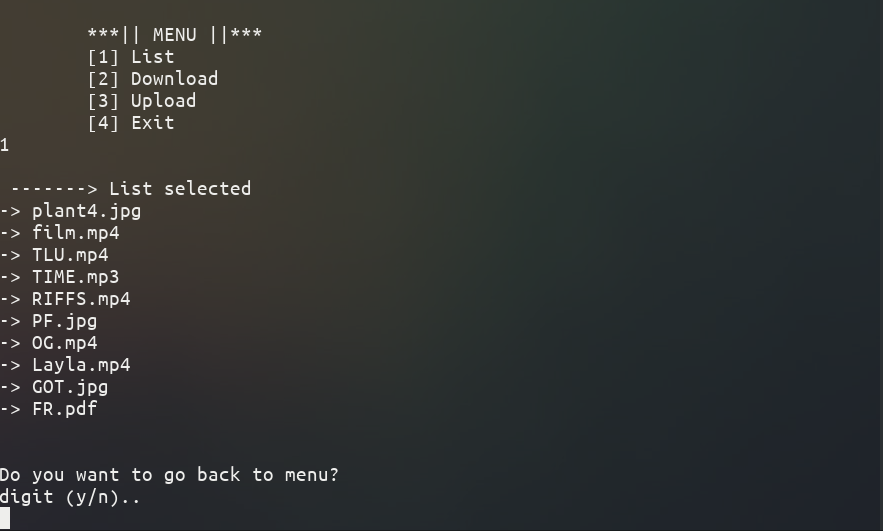 ***|| MENU ||***
[1] List
[2] Download
[3] Upload
[4] Exit
1
-------> List selected
-> plant4.jpg
-> film.mp4
-> TLU.mp4
-> TIME.mp3
-> RIFFS.mp4
-> PF.jpg
-> OG.mp4
-> Layla.mp4
-> GOT.jpg
-> FR.pdf
Do you want to go back to menu?
digit (y/n)..